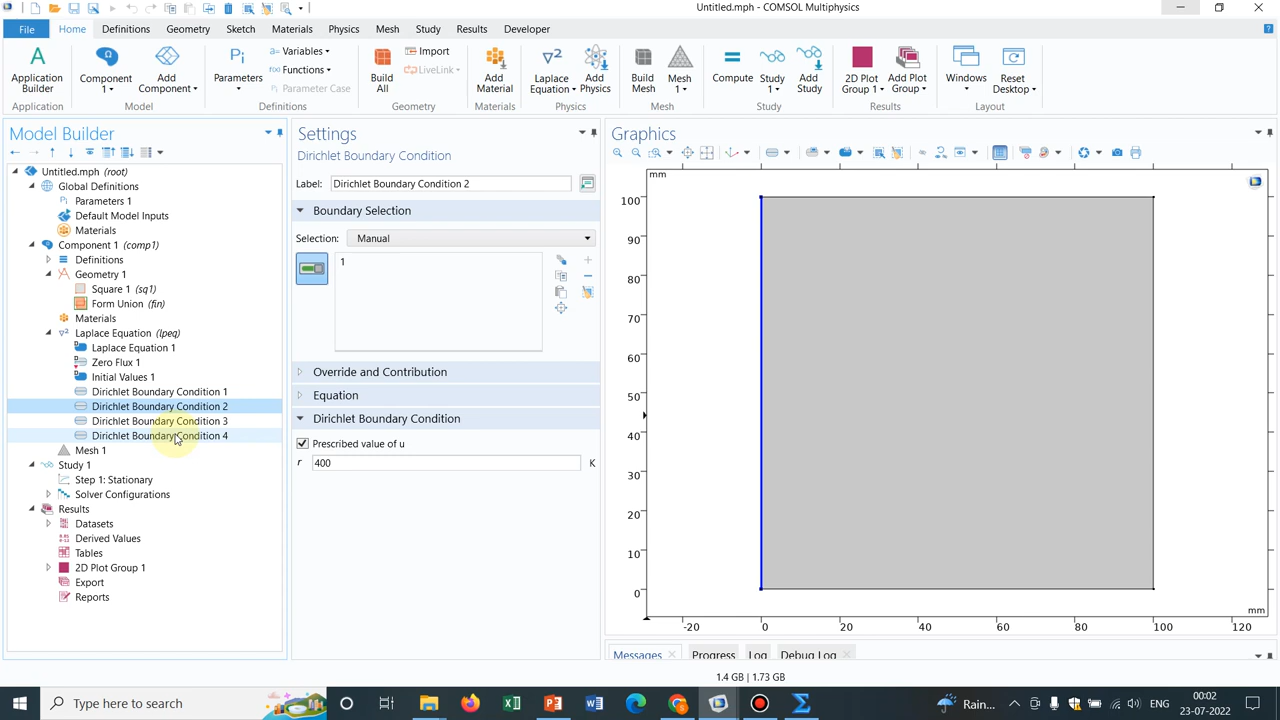 Untitled.mph - COMSOL Multiphysics
File Home Definitions Geometry Sketch Materials Physics Mesh Study Results Developer
Application Builder
Component 1
Add Component
Parameters
a= Variables
f(x) Functions
Pi Parameter Case
Build All
Import
LiveLink
Add Material
Laplace Equation
Add Physics
Build Mesh
Mesh 1
Compute
Study 1
Add Study
2D Plot Group 1
Add Plot Group
Windows
Reset Desktop
Application Model Definitions Geometry Materials Physics Mesh Study Results Layout
Model Builder
Untitled.mph (root)
Global Definitions
Parameters 1
Default Model Inputs
Materials
Component 1 (comp1)
Definitions
Geometry 1
Square 1 (sq1)
Form Union (fin)
Materials
Laplace Equation (lpeq)
Laplace Equation 1
Zero Flux 1
Initial Values 1
Dirichlet Boundary Condition 1
Dirichlet Boundary Condition 2
Dirichlet Boundary Condition 3
Dirichlet Boundary Condition 4
Mesh 1
Study 1
Step 1: Stationary
Solver Configurations
Results
Datasets
Derived Values
Tables
2D Plot Group 1
Export
Reports
Settings
Dirichlet Boundary Condition
Label: Dirichlet Boundary Condition 2
Boundary Selection
Selection: Manual
1
Override and Contribution
Equation
Dirichlet Boundary Condition
Prescribed value of u
r 400 K
Graphics
mm
100
90
80
70
60
50
40
30
20
10
0
mm
-20 0 20 40 60 80 100 120
Messages Progress Log Debug Log
1.4 GB | 1.73 GB
Type here to search
Rain...
ENG
00:02
23-07-2022